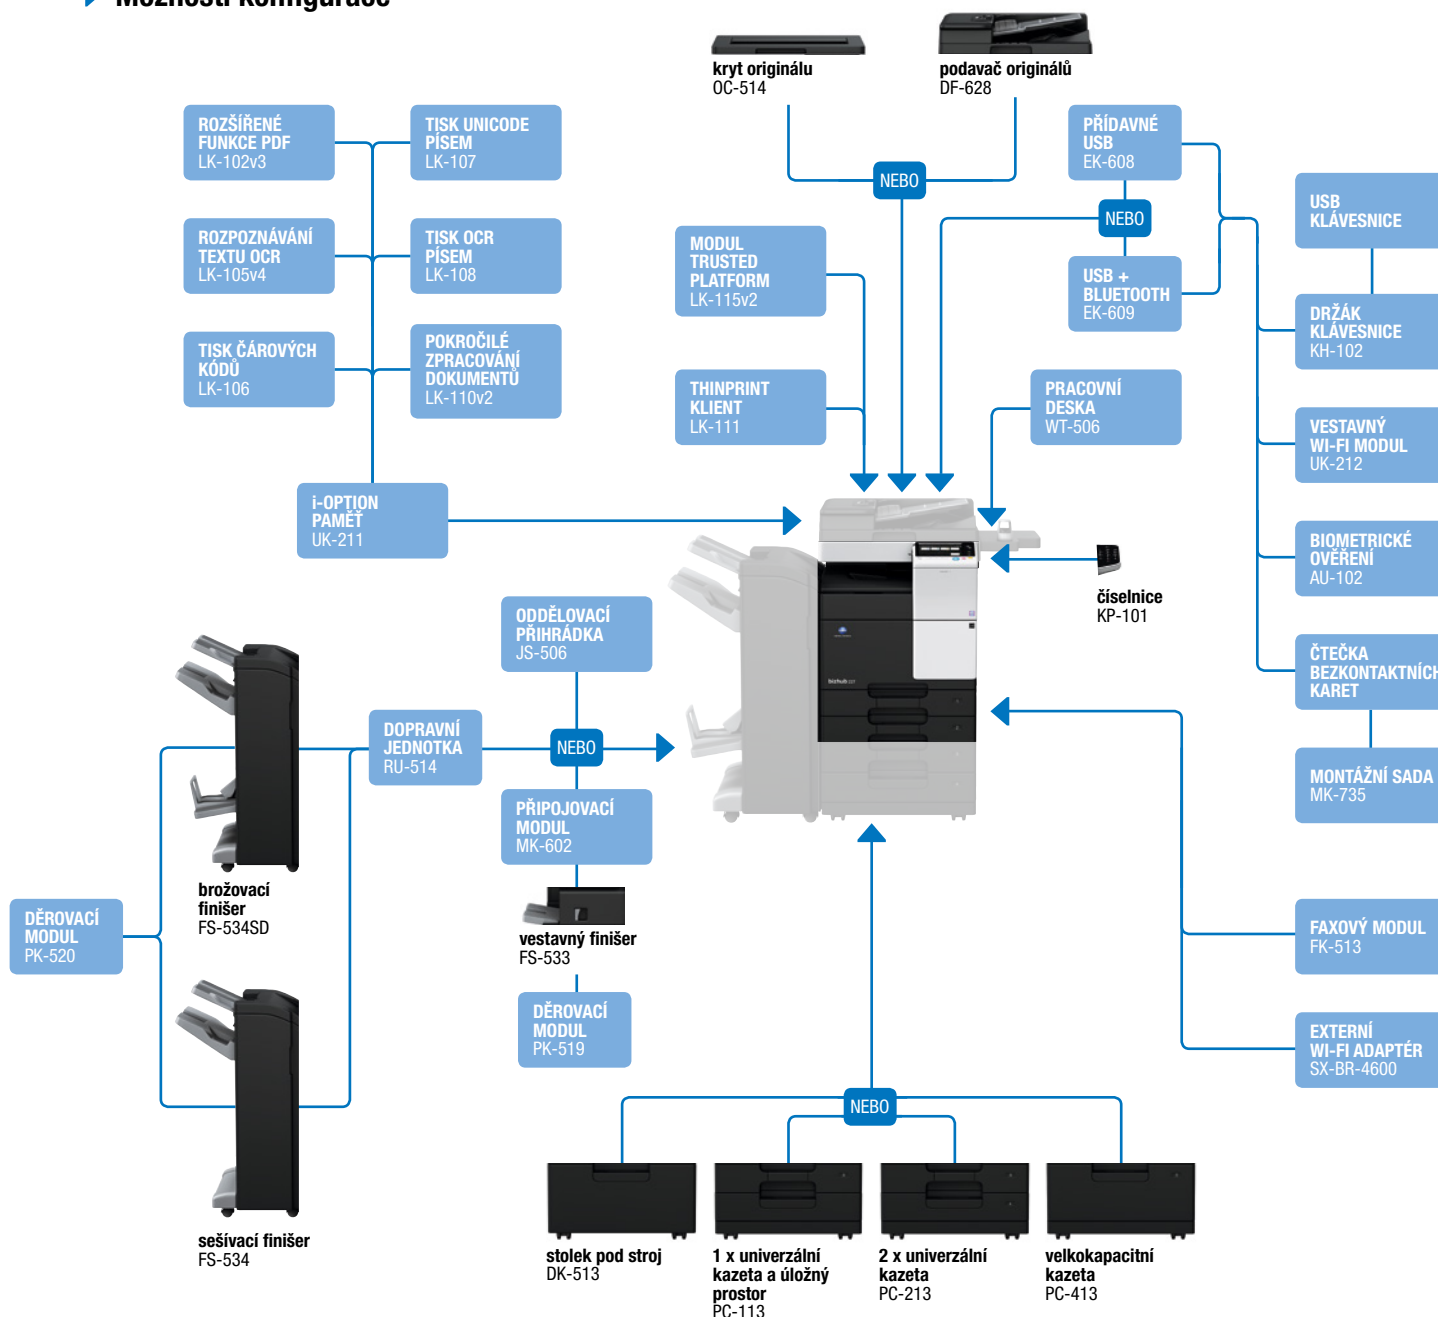 Možnosti konfigurace
kryt originálu
OC-514
podavač originálů
DF-628
ROZŠÍŘENÉ
FUNKCE PDF
LK-102v3
TISK UNICODE
PÍSEM
LK-107
PŘÍDAVNÉ
USB
EK-608
NEBO
USB
KLÁVESNICE
ROZPOZNÁVÁNÍ
TEXTU OCR
LK-105v4
TISK OCR
PÍSEM
LK-108
MODUL
TRUSTED
PLATFORM
LK-115v2
NEBO
USB +
BLUETOOTH
EK-609
DRŽÁK
KLÁVESNICE
KH-102
TISK ČÁROVÝCH
KÓDŮ
LK-106
POKROČILÉ
ZPRACOVÁNÍ
DOKUMENTŮ
LK-110v2
THINPRINT
KLIENT
LK-111
PRACOVNÍ
DESKA
WT-506
VESTAVNÝ
WI-FI MODUL
UK-212
i-OPTION
PAMĚŤ
UK-211
BIOMETRICKÉ
OVĚŘENÍ
AU-102
číselnice
KP-101
ODDĚLOVACÍ
PŘIHRÁDKA
JS-506
ČTEČKA
BEZKONTAKTNÍCH
KARET
bizhub 227
DOPRAVNÍ
JEDNOTKA
RU-514
NEBO
MONTÁŽNÍ SADA
MK-735
PŘIPOJOVACÍ
MODUL
MK-602
brožovací
finišer
FS-534SD
DĚROVACÍ
MODUL
PK-520
vestavný finišer
FS-533
FAXOVÝ MODUL
FK-513
DĚROVACÍ
MODUL
PK-519
EXTERNÍ
WI-FI ADAPTÉR
SX-BR-4600
NEBO
sešívací finišer
FS-534
stolek pod stroj
DK-513
1 x univerzální
kazeta a úložný
prostor
PC-113
2 x univerzální
kazeta
PC-213
velkokapacitní
kazeta
PC-413